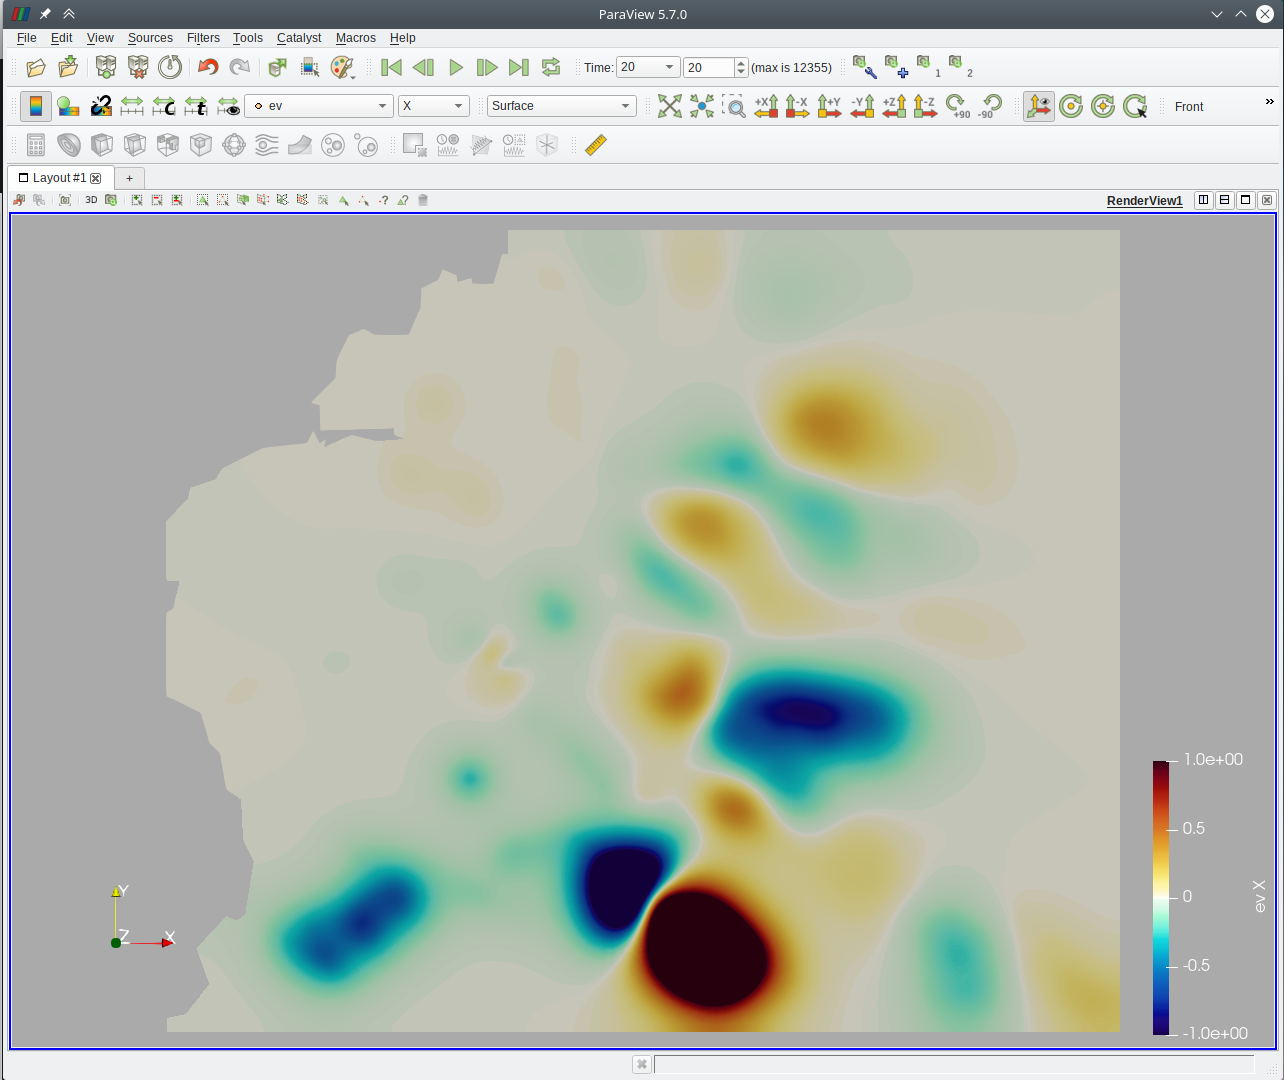 ParaView 5.7.0
File Edit View Sources Filters Tools Catalyst Macros Help
Time: 20 20 (max is 12355) 1 2
ev X Surface +X -X +Y -Y +Z -Z +90 -90 Front »
Layout #1 +
3D RenderView1
1.0e+00
0.5
0
-0.5
-1.0e+00
ev X
Y
Z X